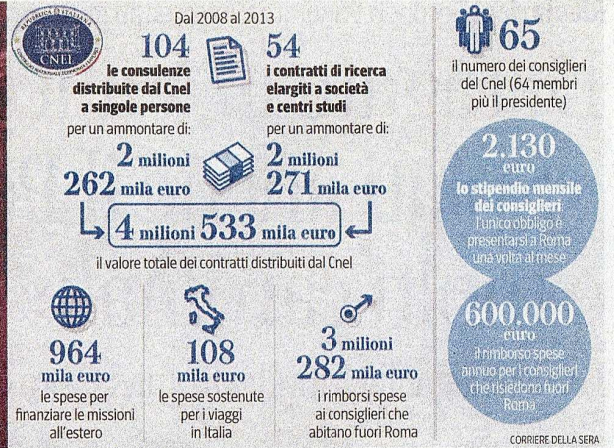 Dal 2008 al 2013
CNEL
104
le consulenze
distribuite dal Cnel
a singole persone
per un ammontare di:
2 milioni
262 mila euro
54
i contratti di ricerca
elargiti a società
e centri studi
per un ammontare di:
2 milioni
271 mila euro
4 milioni 533 mila euro
il valore totale dei contratti distribuiti dal Cnel
964
mila euro
le spese per
finanziare le missioni
all'estero
108
mila euro
le spese sostenute
per i viaggi
in Italia
3 milioni
282 mila euro
i rimborsi spese
ai consiglieri che
abitano fuori Roma
65
il numero dei consiglieri
del Cnel (64 membri
più il presidente)
2.130
euro
lo stipendio mensile
dei consiglieri
l'unico obbligo è
presentarsi a Roma
una volta al mese
600.000
euro
il rimborso spese
annuo per i consiglieri
che risiedono fuori
Roma
CORRIERE DELLA SERA